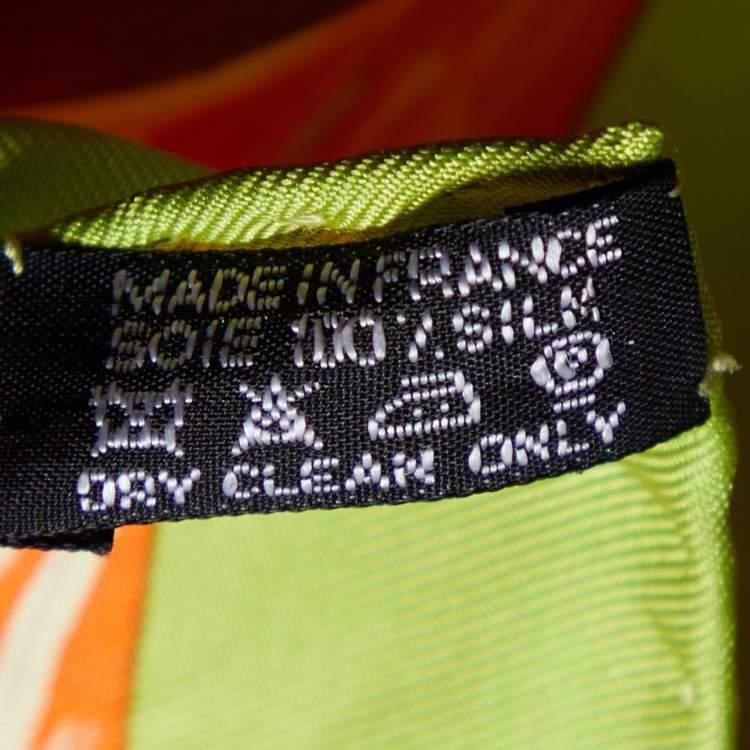 MADE IN FRANCE
SOIE 100% SILK
DRY CLEAN ONLY